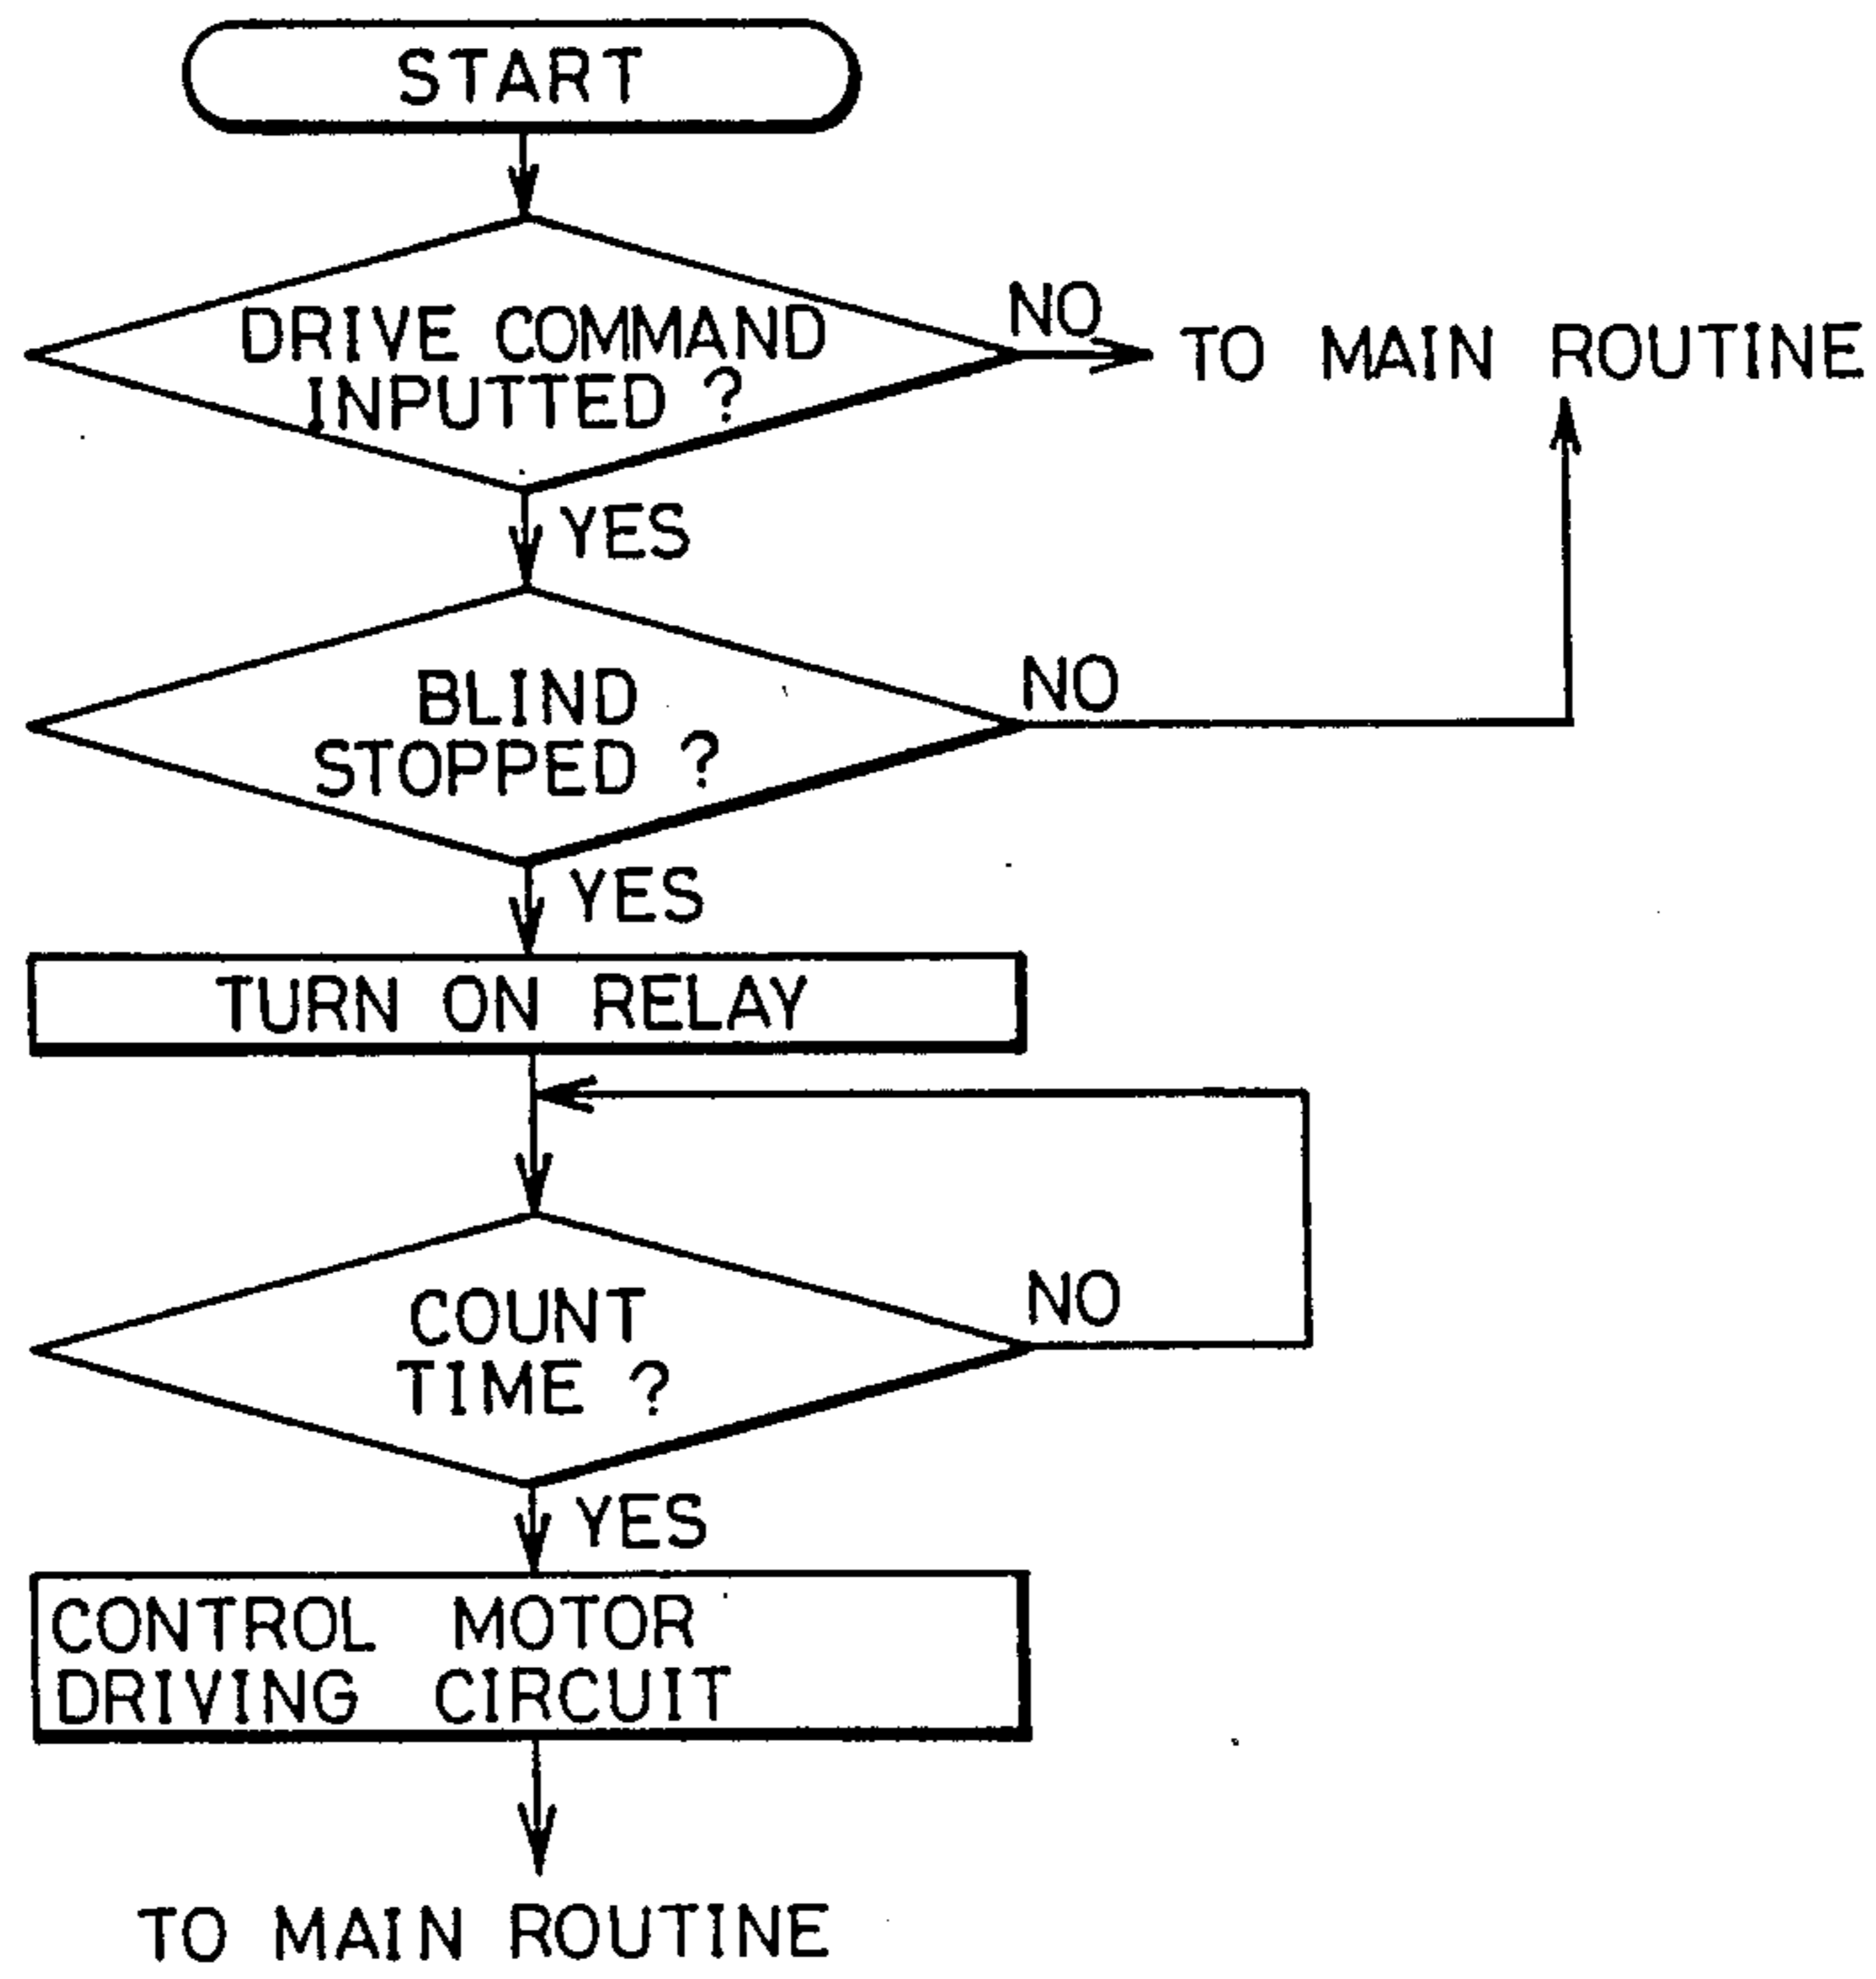 START
DRIVE COMMAND
INPUTTED ?
NO
TO MAIN ROUTINE
YES
BLIND
STOPPED ?
NO
YES
TURN ON RELAY
COUNT
TIME ?
NO
YES
CONTROL MOTOR
DRIVING CIRCUIT
TO MAIN ROUTINE